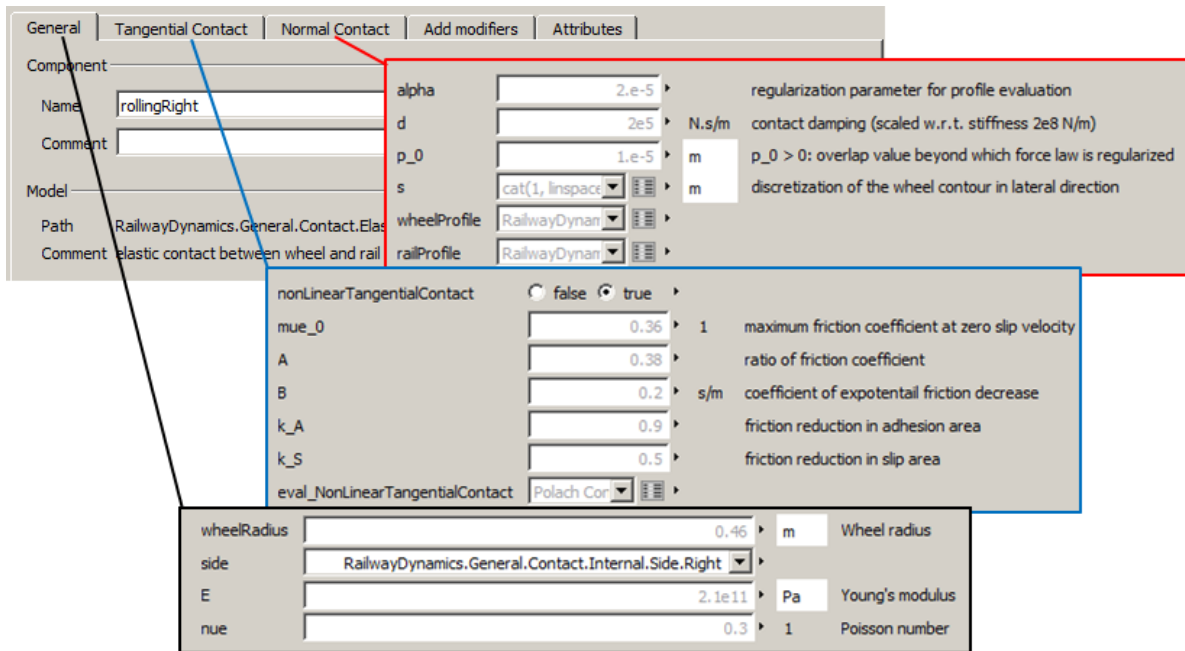 General Tangential Contact Normal Contact Add modifiers Attributes
Component
Name rollingRight
Comment
Model
Path RailwayDynamics.General.Contact.Elas
Comment elastic contact between wheel and rail
alpha 2.e-5 regularization parameter for profile evaluation
d 2e5 N.s/m contact damping (scaled w.r.t. stiffness 2e8 N/m)
p_0 1.e-5 m p_0 > 0: overlap value beyond which force law is regularized
s cat(1, linspace m discretization of the wheel contour in lateral direction
wheelProfile RailwayDynam
railProfile RailwayDynam
nonLinearTangentialContact false true
mue_0 0.36 1 maximum friction coefficient at zero slip velocity
A 0.38 ratio of friction coefficient
B 0.2 s/m coefficient of expotentail friction decrease
k_A 0.9 friction reduction in adhesion area
k_S 0.5 friction reduction in slip area
eval_NonLinearTangentialContact Polach Cor
wheelRadius 0.46 m Wheel radius
side RailwayDynamics.General.Contact.Internal.Side.Right
E 2.1e11 Pa Young's modulus
nue 0.3 1 Poisson number